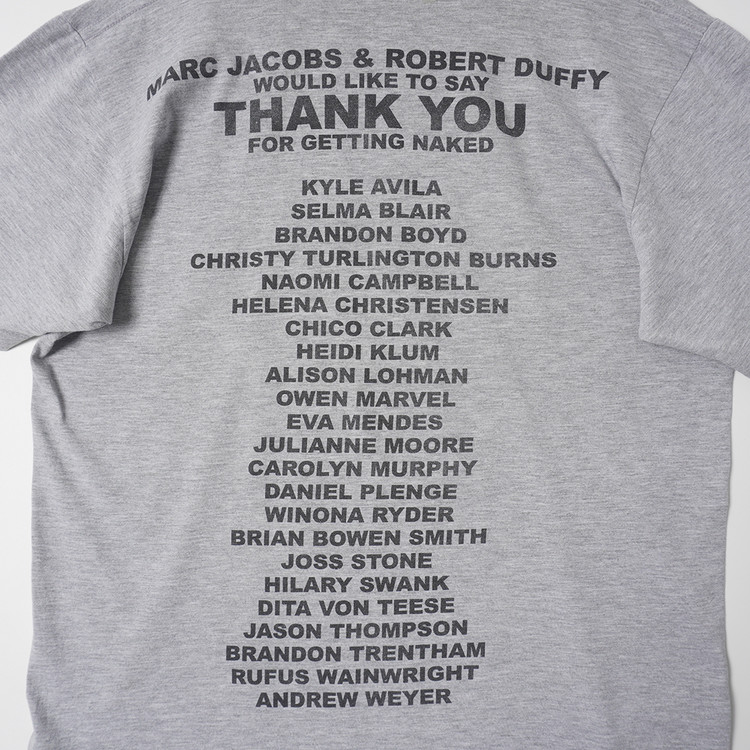 MARC JACOBS & ROBERT DUFFY
WOULD LIKE TO SAY
THANK YOU
FOR GETTING NAKED
KYLE AVILA
SELMA BLAIR
BRANDON BOYD
CHRISTY TURLINGTON BURNS
NAOMI CAMPBELL
HELENA CHRISTENSEN
CHICO CLARK
HEIDI KLUM
ALISON LOHMAN
OWEN MARVEL
EVA MENDES
JULIANNE MOORE
CAROLYN MURPHY
DANIEL PLENGE
WINONA RYDER
BRIAN BOWEN SMITH
JOSS STONE
HILARY SWANK
DITA VON TEESE
JASON THOMPSON
BRANDON TRENTHAM
RUFUS WAINWRIGHT
ANDREW WEYER